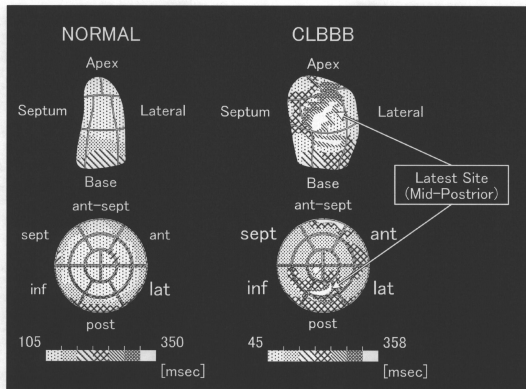 NORMAL
Apex
Septum
Lateral
Base
ant-sept
sept
ant
inf
lat
post
105
350
[msec]
CLBBB
Apex
Septum
Lateral
Base
ant-sept
sept
ant
inf
lat
post
45
358
[msec]
Latest Site
(Mid-Postrior)